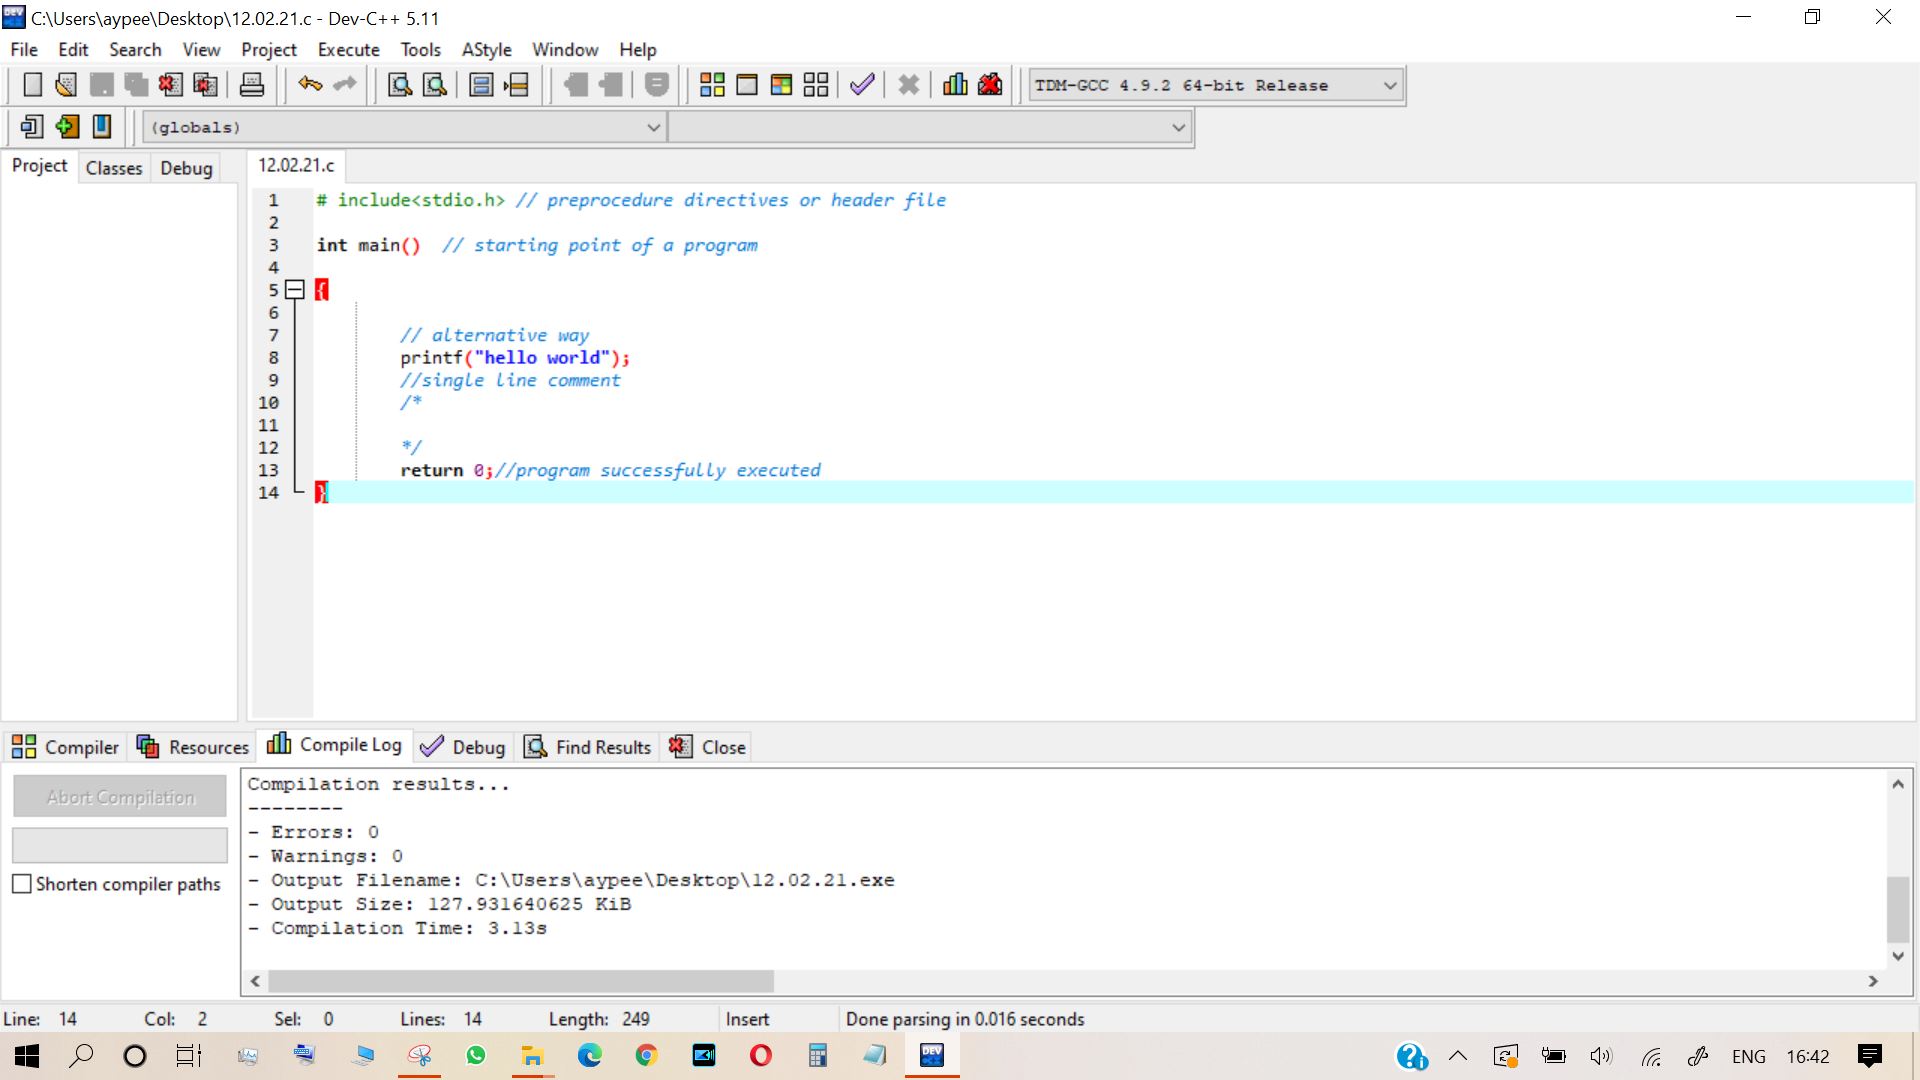 C:\Users\aypee\Desktop\12.02.21.c - Dev-C++ 5.11
File Edit Search View Project Execute Tools AStyle Window Help
TDM-GCC 4.9.2 64-bit Release
(globals)
Project Classes Debug 12.02.21.c
1 # include<stdio.h> // preprocedure directives or header file
2
3 int main() // starting point of a program
4
5 {
6
7 // alternative way
8 printf("hello world");
9 //single line comment
10 /*
11
12 */
13 return 0;//program successfully executed
14 }
Compiler Resources Compile Log Debug Find Results Close
Abort Compilation
Shorten compiler paths
Compilation results...
--------
- Errors: 0
- Warnings: 0
- Output Filename: C:\Users\aypee\Desktop\12.02.21.exe
- Output Size: 127.931640625 KiB
- Compilation Time: 3.13s
Line: 14 Col: 2 Sel: 0 Lines: 14 Length: 249 Insert Done parsing in 0.016 seconds
DEV ENG 16:42